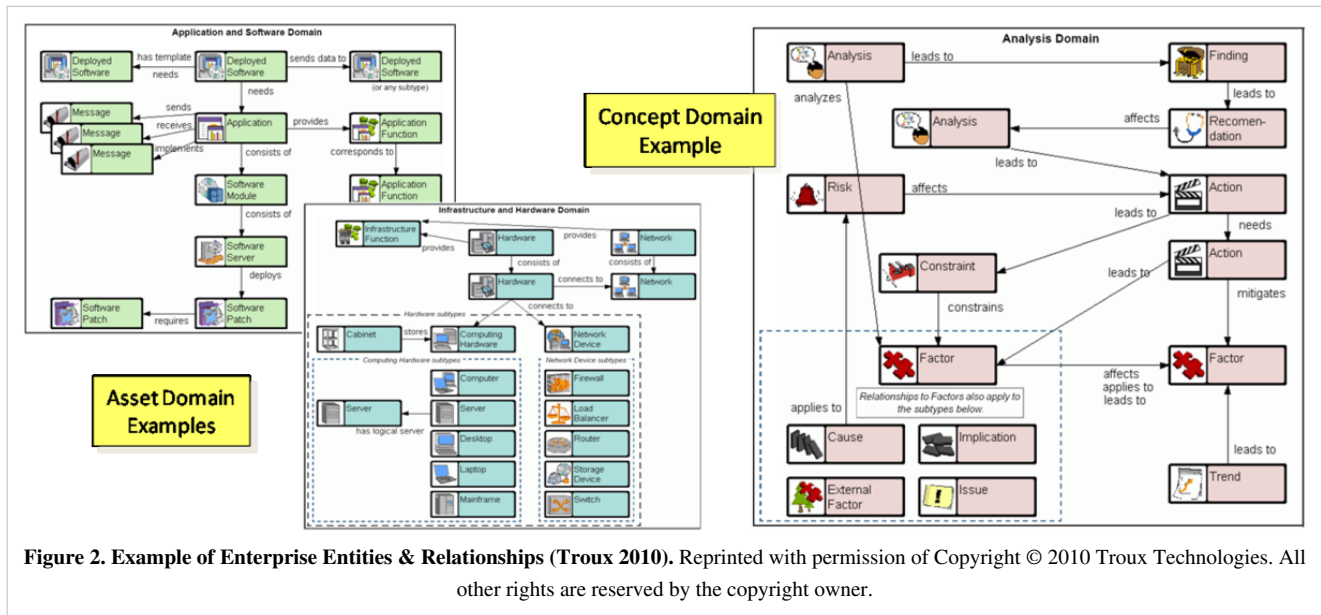 Application and Software Domain
Deployed Software
has template
needs
Deployed Software
sends data to
Deployed Software
(or any subtype)
needs
Message
Message
Message
sends
receives
implements
Application
provides
Application Function
consists of
corresponds to
Software Module
Application Function
consists of
Software Server
deploys
Software Patch
requires
Software Patch
Infrastructure and Hardware Domain
Infrastructure Function
provides
Hardware
provides
Network
consists of
consists of
Hardware
connects to
Network
connects to
Hardware subtypes
Cabinet
stores
Computing Hardware
Network Device
Computing Hardware subtypes
Network Device subtypes
Computer
Firewall
Server
has logical server
Server
Load Balancer
Desktop
Router
Laptop
Storage Device
Mainframe
Switch
Asset Domain
Examples
Concept Domain
Example
Analysis Domain
Analysis
leads to
Finding
analyzes
leads to
Analysis
affects
Recomen-
dation
leads to
Risk
affects
Action
leads to
needs
Constraint
leads to
Action
constrains
mitigates
Factor
affects
applies to
leads to
Factor
Relationships to Factors also apply to
the subtypes below.
applies to
Cause
Implication
leads to
External
Factor
Issue
Trend
Figure 2. Example of Enterprise Entities & Relationships (Troux 2010). Reprinted with permission of Copyright © 2010 Troux Technologies. All
other rights are reserved by the copyright owner.